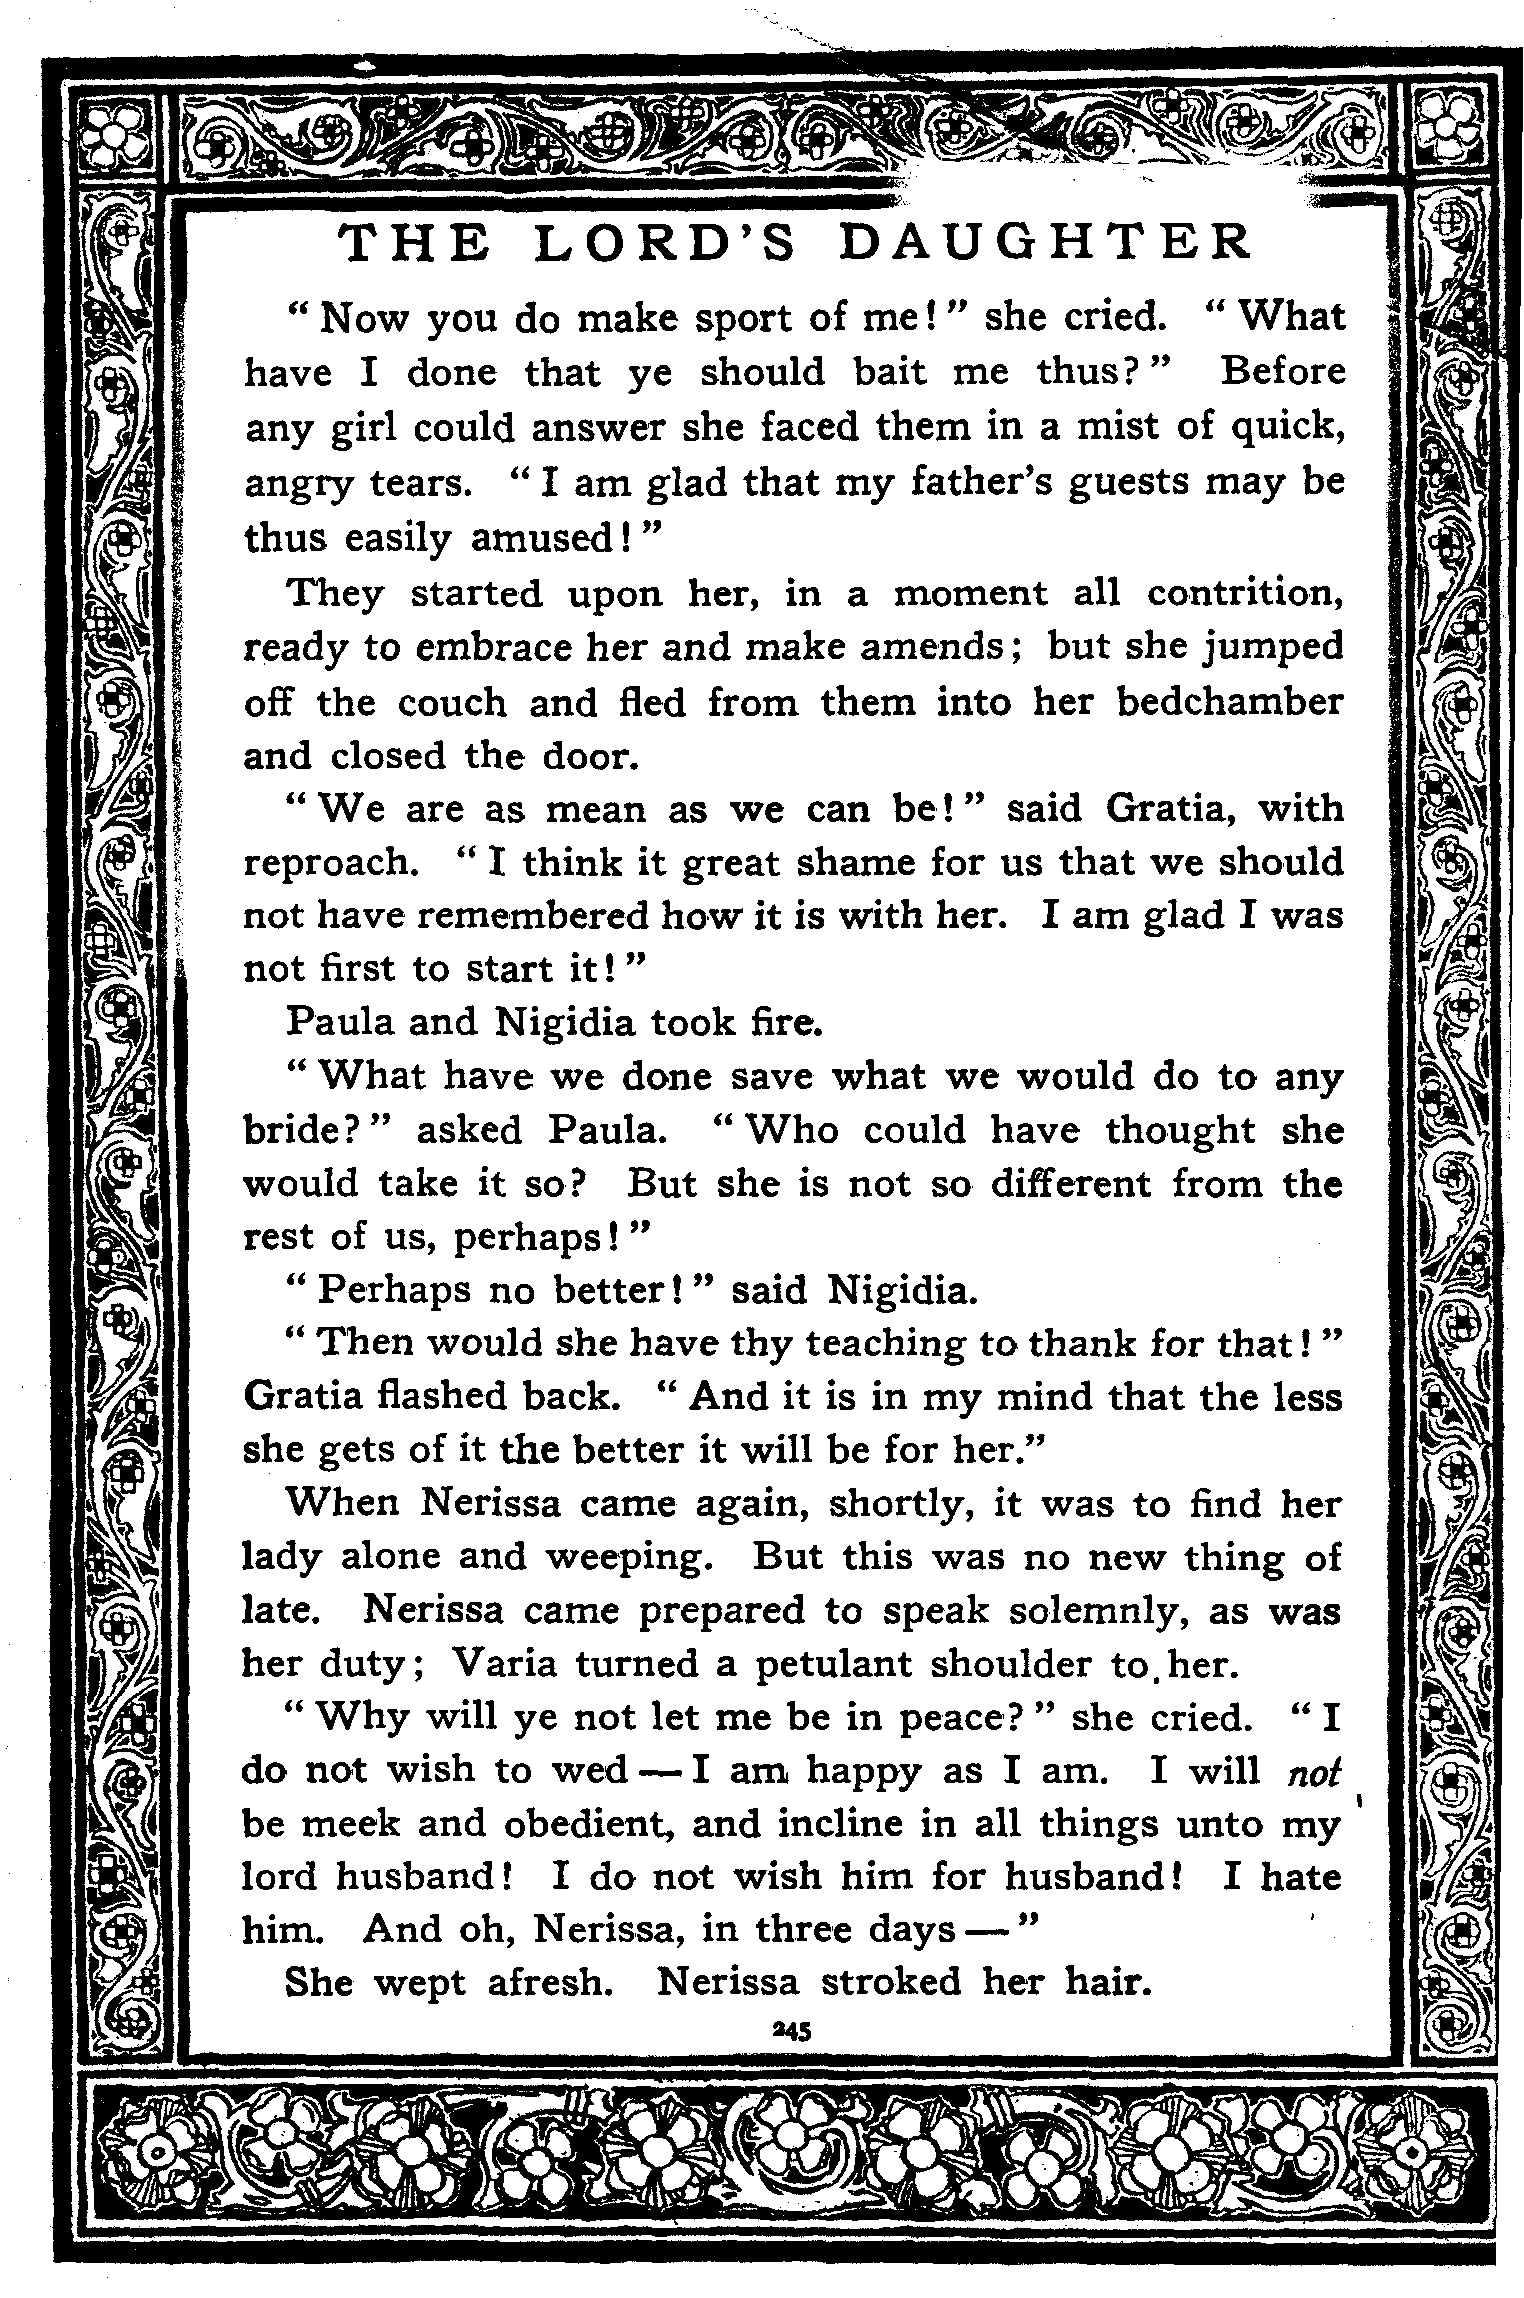 THE LORD'S DAUGHTER
“Now you do make sport of me!” she cried. “What
have I done that ye should bait me thus?” Before
any girl could answer she faced them in a mist of quick,
angry tears. “I am glad that my father's guests may be
thus easily amused!”
They started upon her, in a moment all contrition,
ready to embrace her and make amends; but she jumped
off the couch and fled from them into her bedchamber
and closed the door.
“We are as mean as we can be!” said Gratia, with
reproach. “I think it great shame for us that we should
not have remembered how it is with her. I am glad I was
not first to start it!”
Paula and Nigidia took fire.
“What have we done save what we would do to any
bride?” asked Paula. “Who could have thought she
would take it so? But she is not so different from the
rest of us, perhaps!”
“Perhaps no better!” said Nigidia.
“Then would she have thy teaching to thank for that!”
Gratia flashed back. “And it is in my mind that the less
she gets of it the better it will be for her.”
When Nerissa came again, shortly, it was to find her
lady alone and weeping. But this was no new thing of
late. Nerissa came prepared to speak solemnly, as was
her duty; Varia turned a petulant shoulder to her.
“Why will ye not let me be in peace?” she cried. “I
do not wish to wed — I am happy as I am. I will not
be meek and obedient, and incline in all things unto my
lord husband! I do not wish him for husband! I hate
him. And oh, Nerissa, in three days —”
She wept afresh. Nerissa stroked her hair.
245